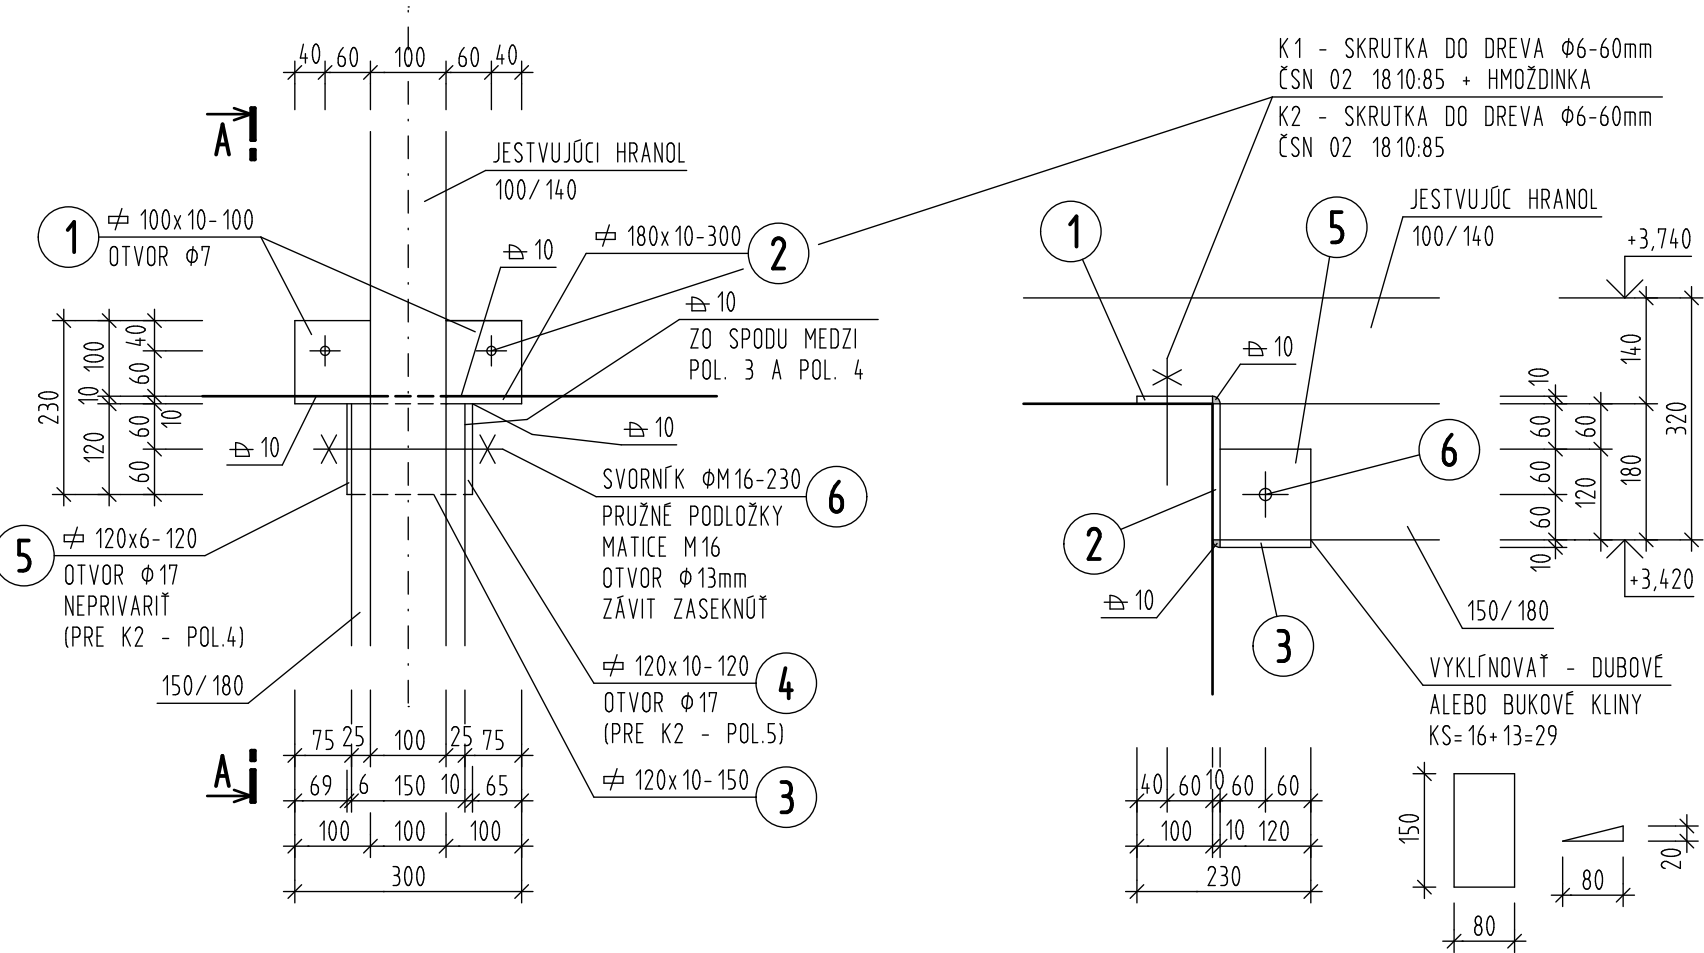 40 60 100 60 40
A
JESTVUJÚCI HRANOL
100/140
1
100x10-100
OTVOR Φ7
10
180x10-300
2
10
ZO SPODU MEDZI
POL. 3 A POL. 4
230
100
10
120
40
60
10
60
60
10
10
SVORNÍK ΦM16-230
6
PRUŽNÉ PODLOŽKY
MATICE M16
OTVOR Φ13mm
ZÁVIT ZASEKNÚŤ
5
120x6-120
OTVOR Φ17
NEPRIVARIŤ
(PRE K2 - POL.4)
150/180
120x10-120
4
OTVOR Φ17
(PRE K2 - POL.5)
120x10-150
3
A
75 25 100 25 75
69 6 150 10 65
100 100 100
300
K1 - SKRUTKA DO DREVA Φ6-60mm
ČSN 02 1810:85 + HMOŽDINKA
K2 - SKRUTKA DO DREVA Φ6-60mm
ČSN 02 1810:85
1
5
JESTVUJÚC HRANOL
100/140
+3,740
10
6
2
10
3
10
60
60
60
10
60
120
140
180
320
+3,420
150/180
VYKLÍNOVAŤ - DUBOVÉ
ALEBO BUKOVÉ KLINY
KS=16+13=29
40 60 10 60 60
100 10 120
230
150
80
80
20